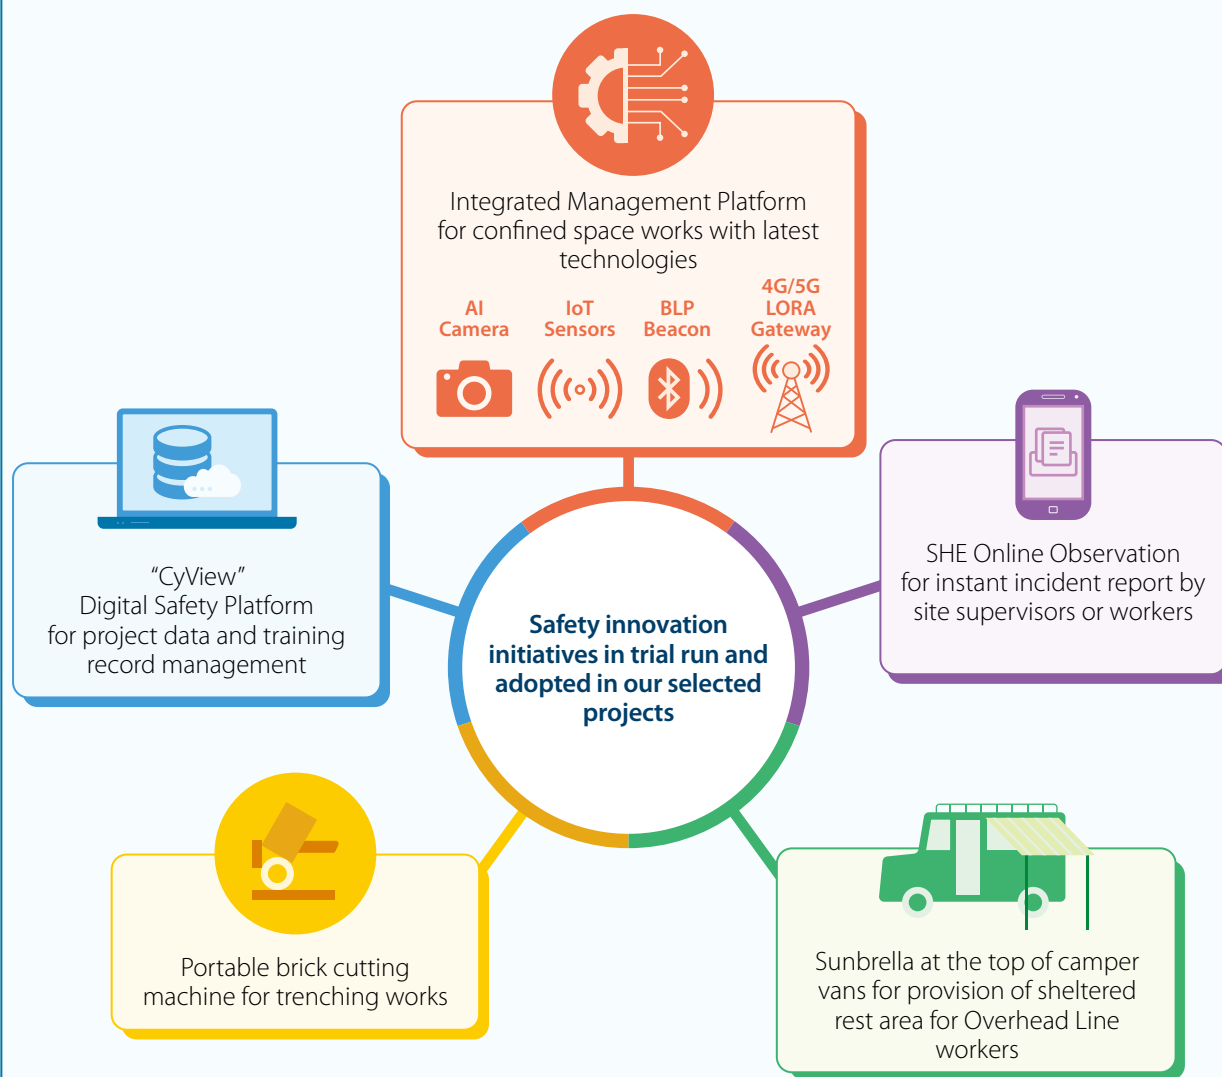 Integrated Management Platform
for confined space works with latest
technologies
AI
Camera
IoT
Sensors
BLP
Beacon
4G/5G
LORA
Gateway
"CyView"
Digital Safety Platform
for project data and training
record management
SHE Online Observation
for instant incident report by
site supervisors or workers
Safety innovation
initiatives in trial run and
adopted in our selected
projects
Portable brick cutting
machine for trenching works
Sunbrella at the top of camper
vans for provision of sheltered
rest area for Overhead Line
workers